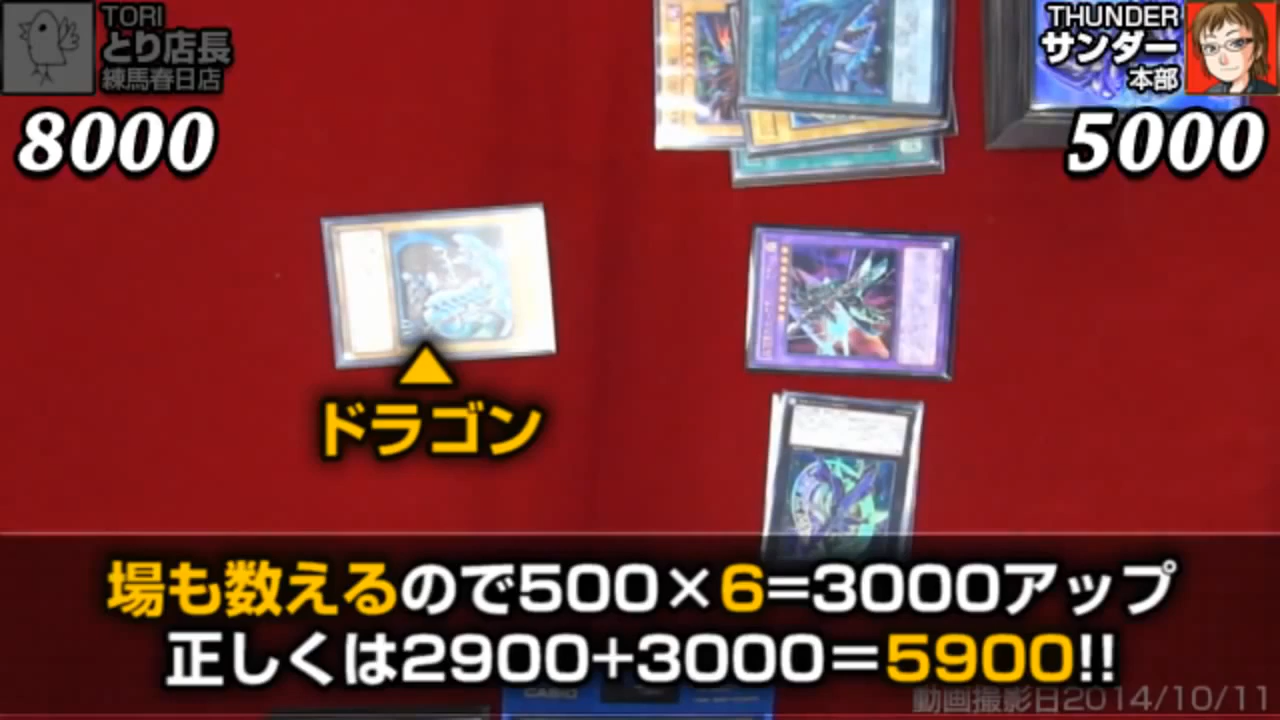 TORI
とり店長
練馬春日店
8000
THUNDER
サンダー
本部
5000
ドラゴン
場も数えるので500×6=3000アップ
正しくは2900+3000=5900!!
CASIO
動画撮影日2014/10/11